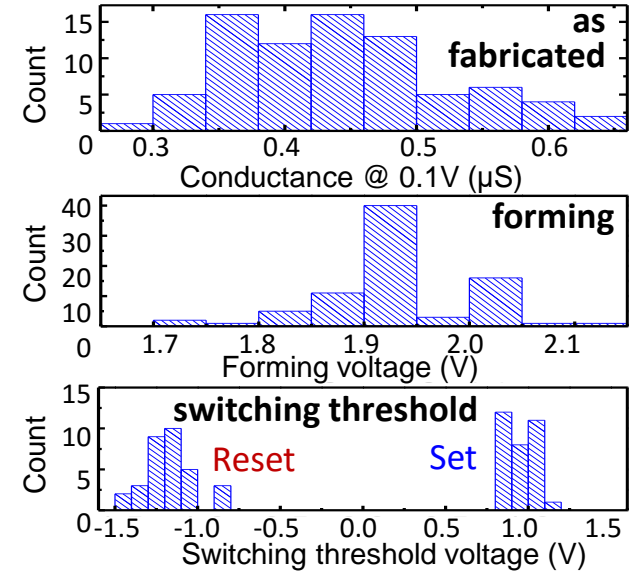 as
fabricated
Count
15
10
5
0
0.3 0.4 0.5 0.6
Conductance @ 0.1V (µS)
forming
Count
40
30
20
10
0
1.7 1.8 1.9 2.0 2.1
Forming voltage (V)
switching threshold
Reset Set
Count
15
10
5
0
-1.5 -1.0 -0.5 0.0 0.5 1.0 1.5
Switching threshold voltage (V)